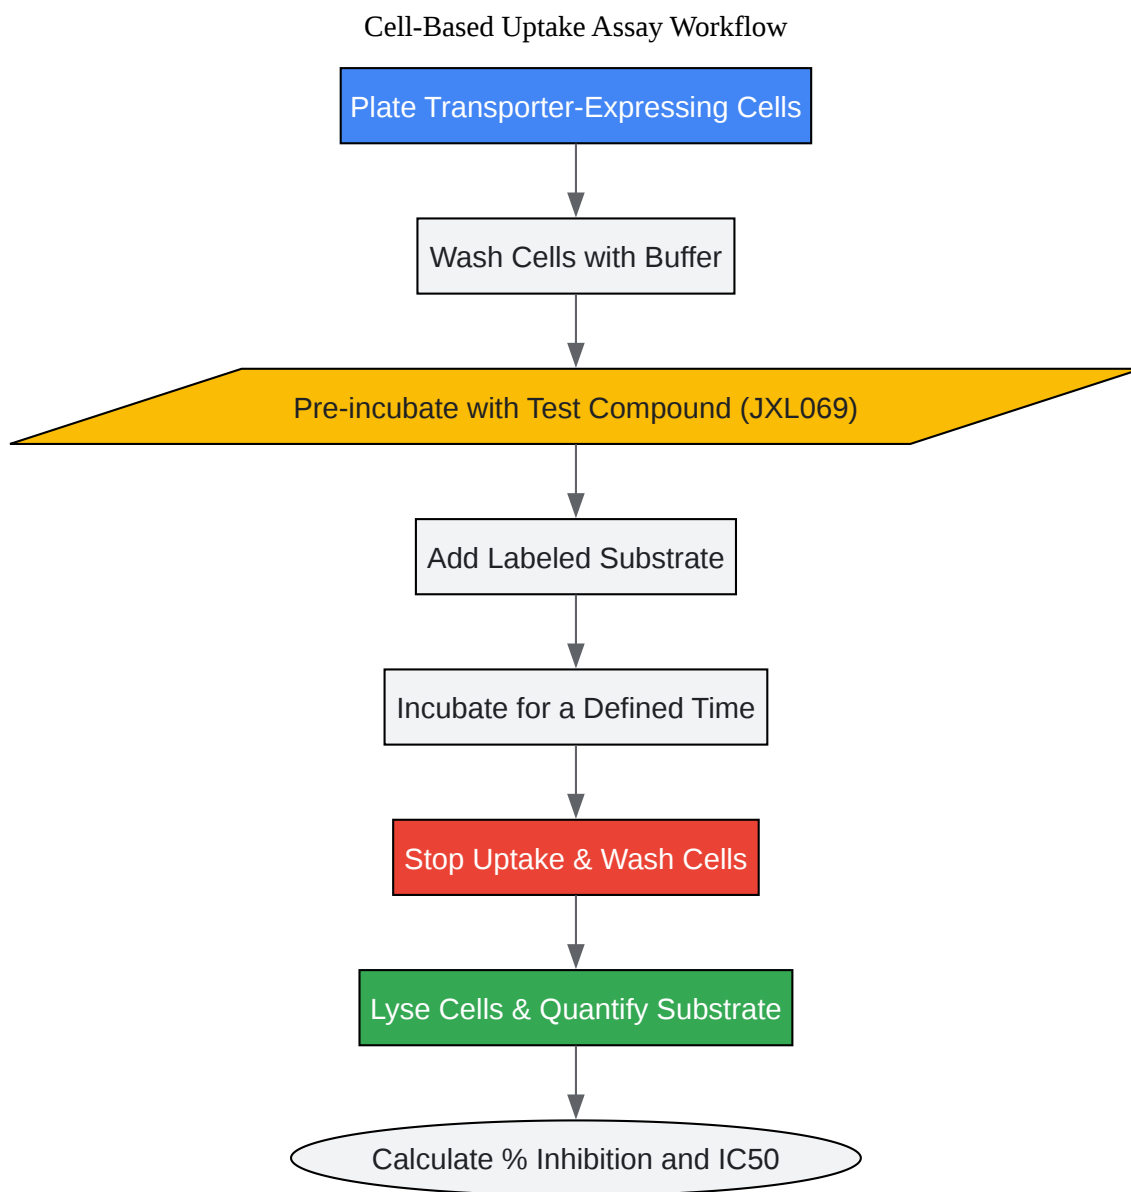 Cell-Based Uptake Assay Workflow
Plate Transporter-Expressing Cells
Wash Cells with Buffer
Pre-incubate with Test Compound (JXL069)
Add Labeled Substrate
Incubate for a Defined Time
Stop Uptake & Wash Cells
Lyse Cells & Quantify Substrate
Calculate % Inhibition and IC50